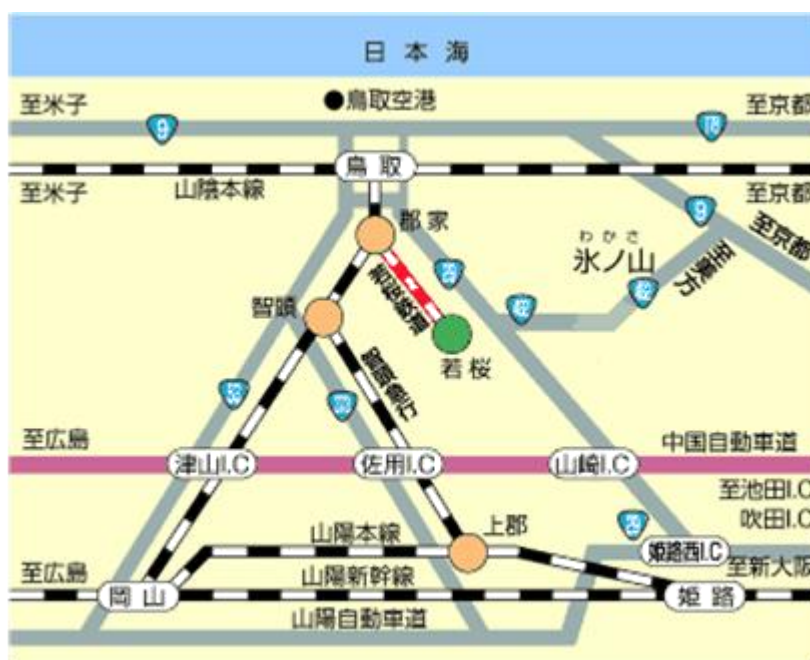 日本海
至米子
●鳥取空港
至京都
9
178
鳥取
至米子
山陰本線
至京都
9
至京都
郡家
わかさ
氷ノ山
至美方
29
482
482
若桜鉄道
智頭
若桜
智頭急行
53
373
至広島
中国自動車道
津山I.C
佐用I.C
山崎I.C
至池田I.C
吹田I.C
29
上郡
山陽本線
姫路西I.C
至広島
山陽新幹線
至新大阪
岡山
姫路
山陽自動車道